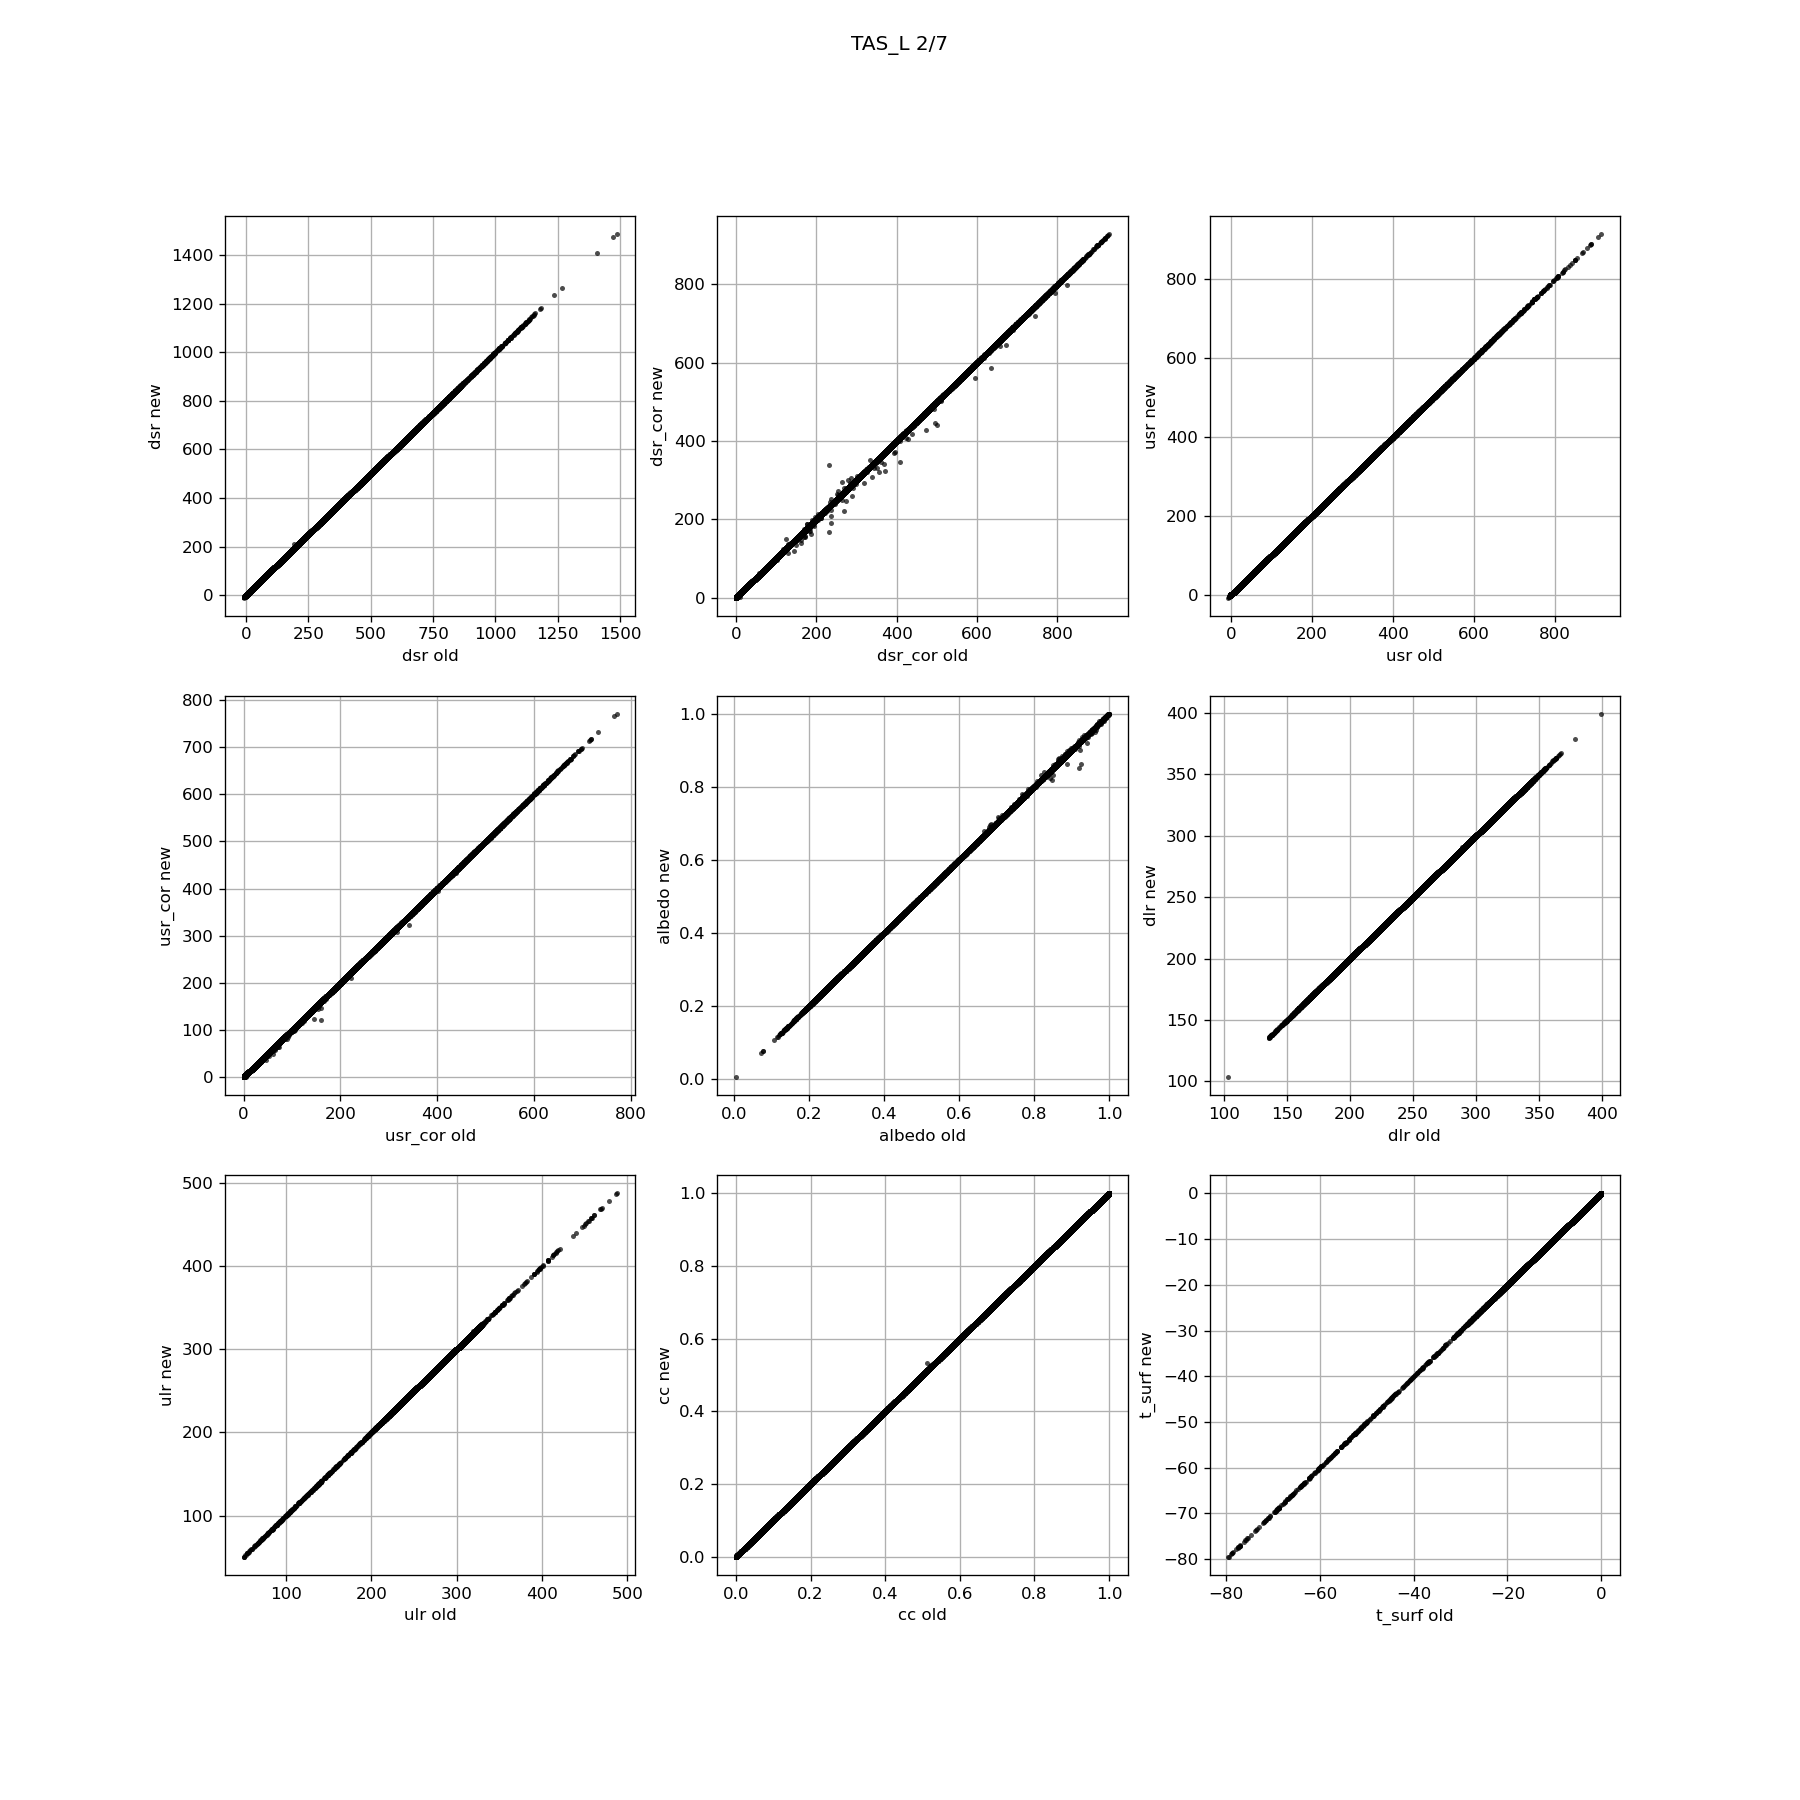 TAS_L 2/7
1400
1200
1000
800
600
400
200
0
dsr new
0 250 500 750 1000 1250 1500
dsr old
800
600
400
200
0
dsr_cor new
0 200 400 600 800
dsr_cor old
800
600
400
200
0
usr new
0 200 400 600 800
usr old
800
700
600
500
400
300
200
100
0
usr_cor new
0 200 400 600 800
usr_cor old
1.0
0.8
0.6
0.4
0.2
0.0
albedo new
0.0 0.2 0.4 0.6 0.8 1.0
albedo old
400
350
300
250
200
150
100
dlr new
100 150 200 250 300 350 400
dlr old
500
400
300
200
100
ulr new
100 200 300 400 500
ulr old
1.0
0.8
0.6
0.4
0.2
0.0
cc new
0.0 0.2 0.4 0.6 0.8 1.0
cc old
0
−10
−20
−30
−40
−50
−60
−70
−80
t_surf new
−80 −60 −40 −20 0
t_surf old